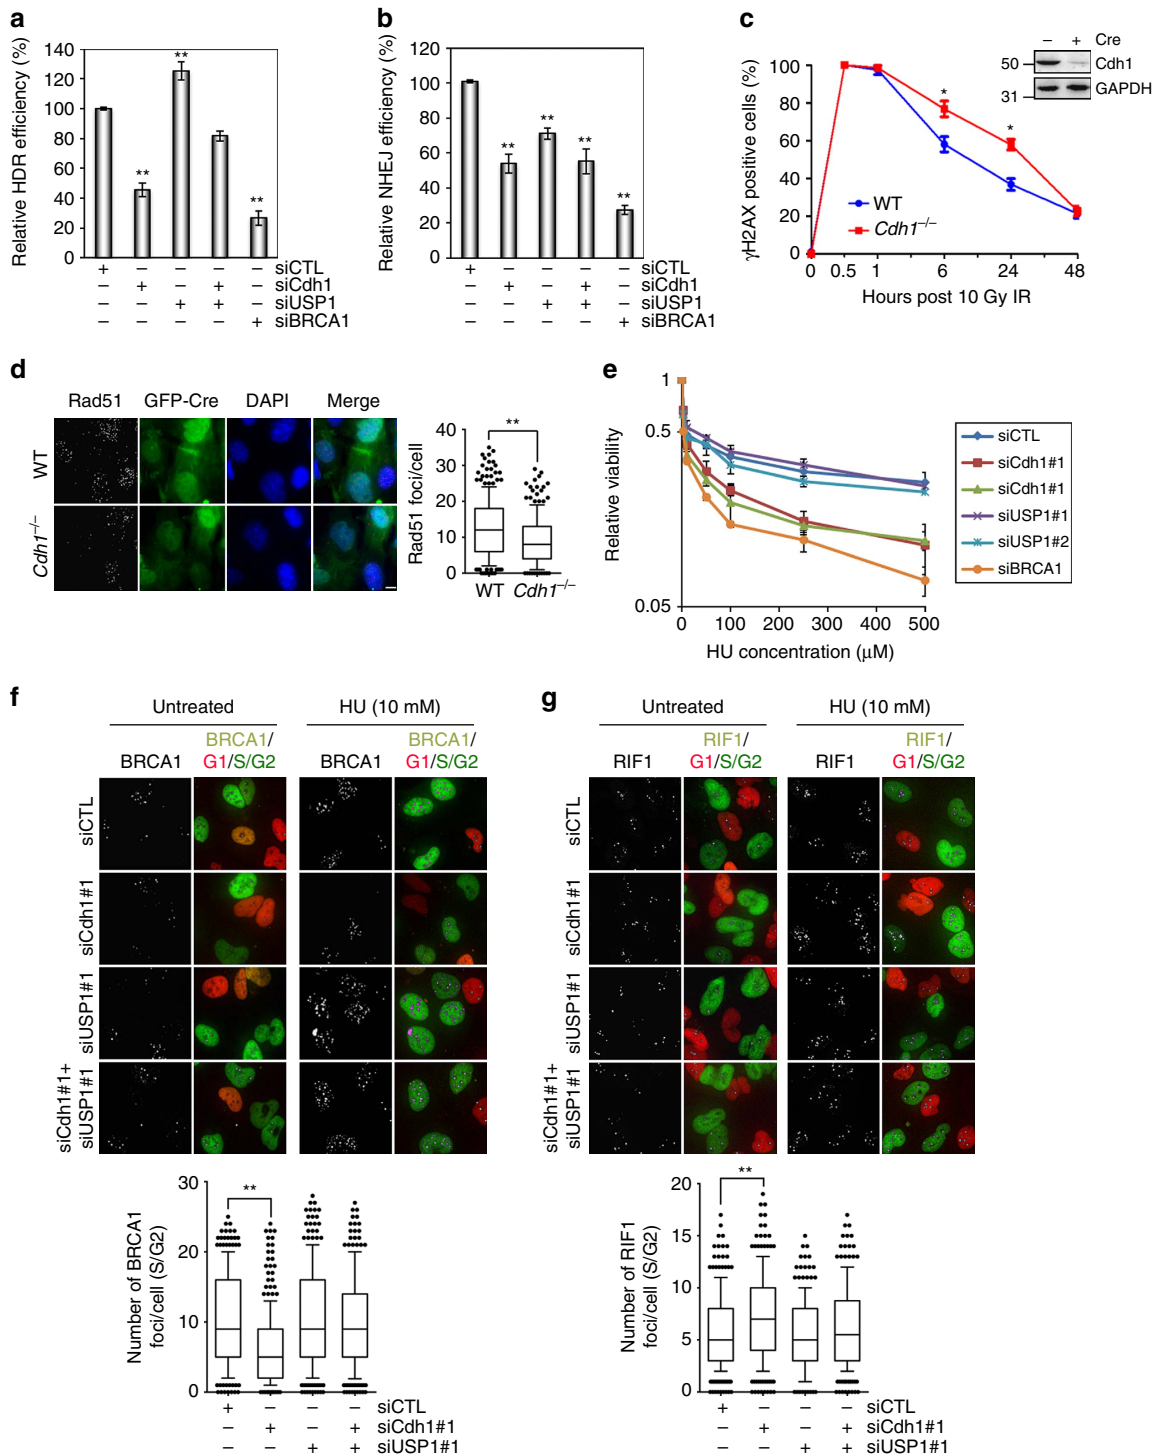 a
Relative HDR efficiency (%)
140
120
100
80
60
40
20
0
**
**
**
+ – – – – siCTL
– + – + – siCdh1
– – + + – siUSP1
– – – – + siBRCA1
b
Relative NHEJ efficiency (%)
120
100
80
60
40
20
0
**
**
**
**
+ – – – – siCTL
– + – + – siCdh1
– – + + – siUSP1
– – – – + siBRCA1
c
γH2AX positive cells (%)
100
80
60
40
20
0
*
*
WT
Cdh1–/–
0 0.5 1 6 24 48
Hours post 10 Gy IR
– + Cre
50 Cdh1
31 GAPDH
d
Rad51 GFP-Cre DAPI Merge
WT
Cdh1–/–
Rad51 foci/cell
40
30
20
10
0
**
WT Cdh1–/–
e
Relative viability
1
0.5
0.05
0 100 200 300 400 500
HU concentration (μM)
siCTL
siCdh1#1
siCdh1#1
siUSP1#1
siUSP1#2
siBRCA1
f
Untreated HU (10 mM)
BRCA1 BRCA1/ G1/S/G2 BRCA1 BRCA1/ G1/S/G2
siCTL
siCdh1#1
siUSP1#1
siCdh1#1+
siUSP1#1
Number of BRCA1
foci/cell (S/G2)
30
20
10
0
**
+ – – – siCTL
– + – + siCdh1#1
– – + + siUSP1#1
g
Untreated HU (10 mM)
RIF1 RIF1/ G1/S/G2 RIF1 RIF1/ G1/S/G2
siCTL
siCdh1#1
siUSP1#1
siCdh1#1+
siUSP1#1
Number of RIF1
foci/cell (S/G2)
20
15
10
5
0
**
+ – – – siCTL
– + – + siCdh1#1
– – + + siUSP1#1